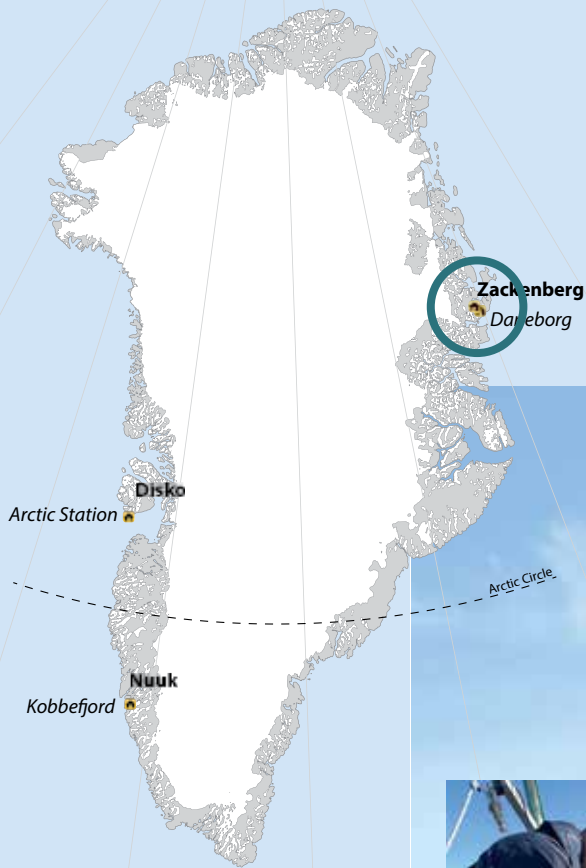 Zackenberg
Daneborg
Disko
Arctic Station
Arctic Circle
Nuuk
Kobbefjord